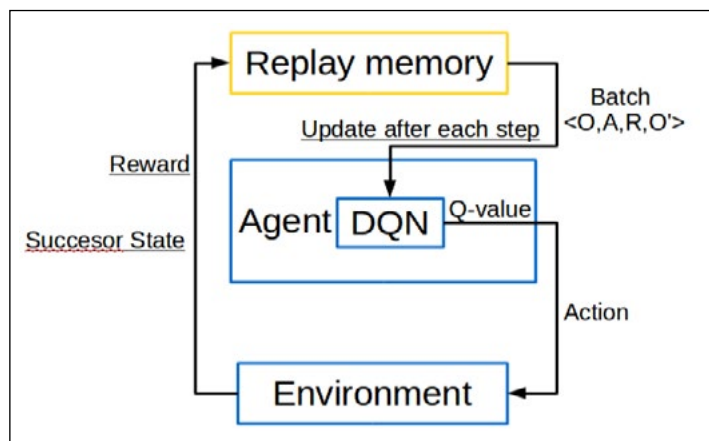 Replay memory
Batch
<O,A,R,O'>
Update after each step
Reward
Agent
DQN
Q-value
Succesor State
Action
Environment